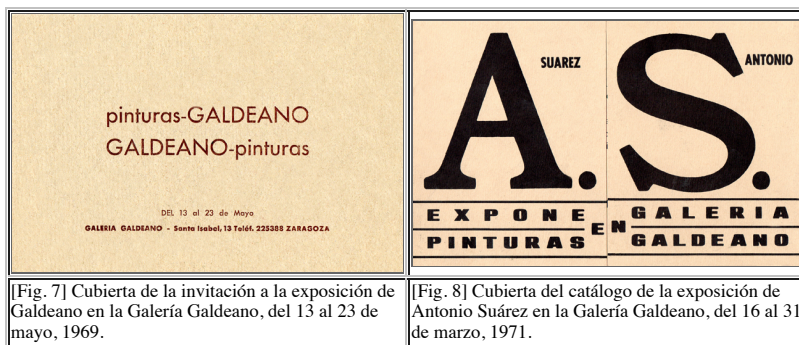 pinturas-GALDEANO
GALDEANO-pinturas
DEL 13 al 23 de Mayo
GALERIA GALDEANO - Santa Isabel, 13 Teléf. 225388 ZARAGOZA
A. SUAREZ
S. ANTONIO
EXPONE
PINTURAS
EN
GALERIA
GALDEANO
[Fig. 7] Cubierta de la invitación a la exposición de
Galdeano en la Galería Galdeano, del 13 al 23 de
mayo, 1969.
[Fig. 8] Cubierta del catálogo de la exposición de
Antonio Suárez en la Galería Galdeano, del 16 al 31
de marzo, 1971.